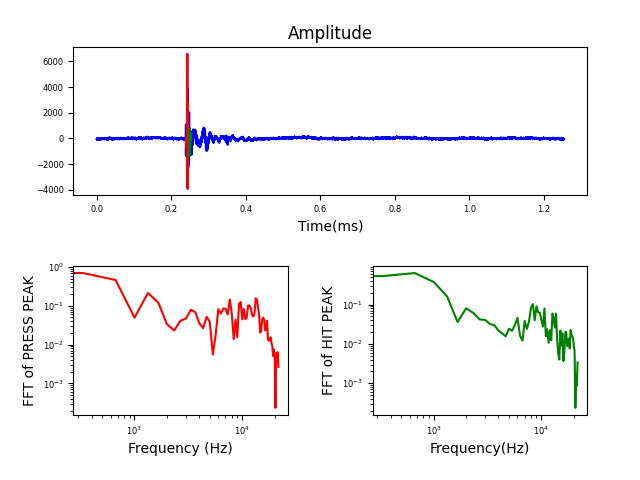 Amplitude
6000
4000
2000
0
−2000
−4000
0.0 0.2 0.4 0.6 0.8 1.0 1.2
Time(ms)
FFT of PRESS PEAK
10⁰
10⁻¹
10⁻²
10⁻³
10³ 10⁴
Frequency (Hz)
FFT of HIT PEAK
10⁻¹
10⁻²
10⁻³
10³ 10⁴
Frequency(Hz)